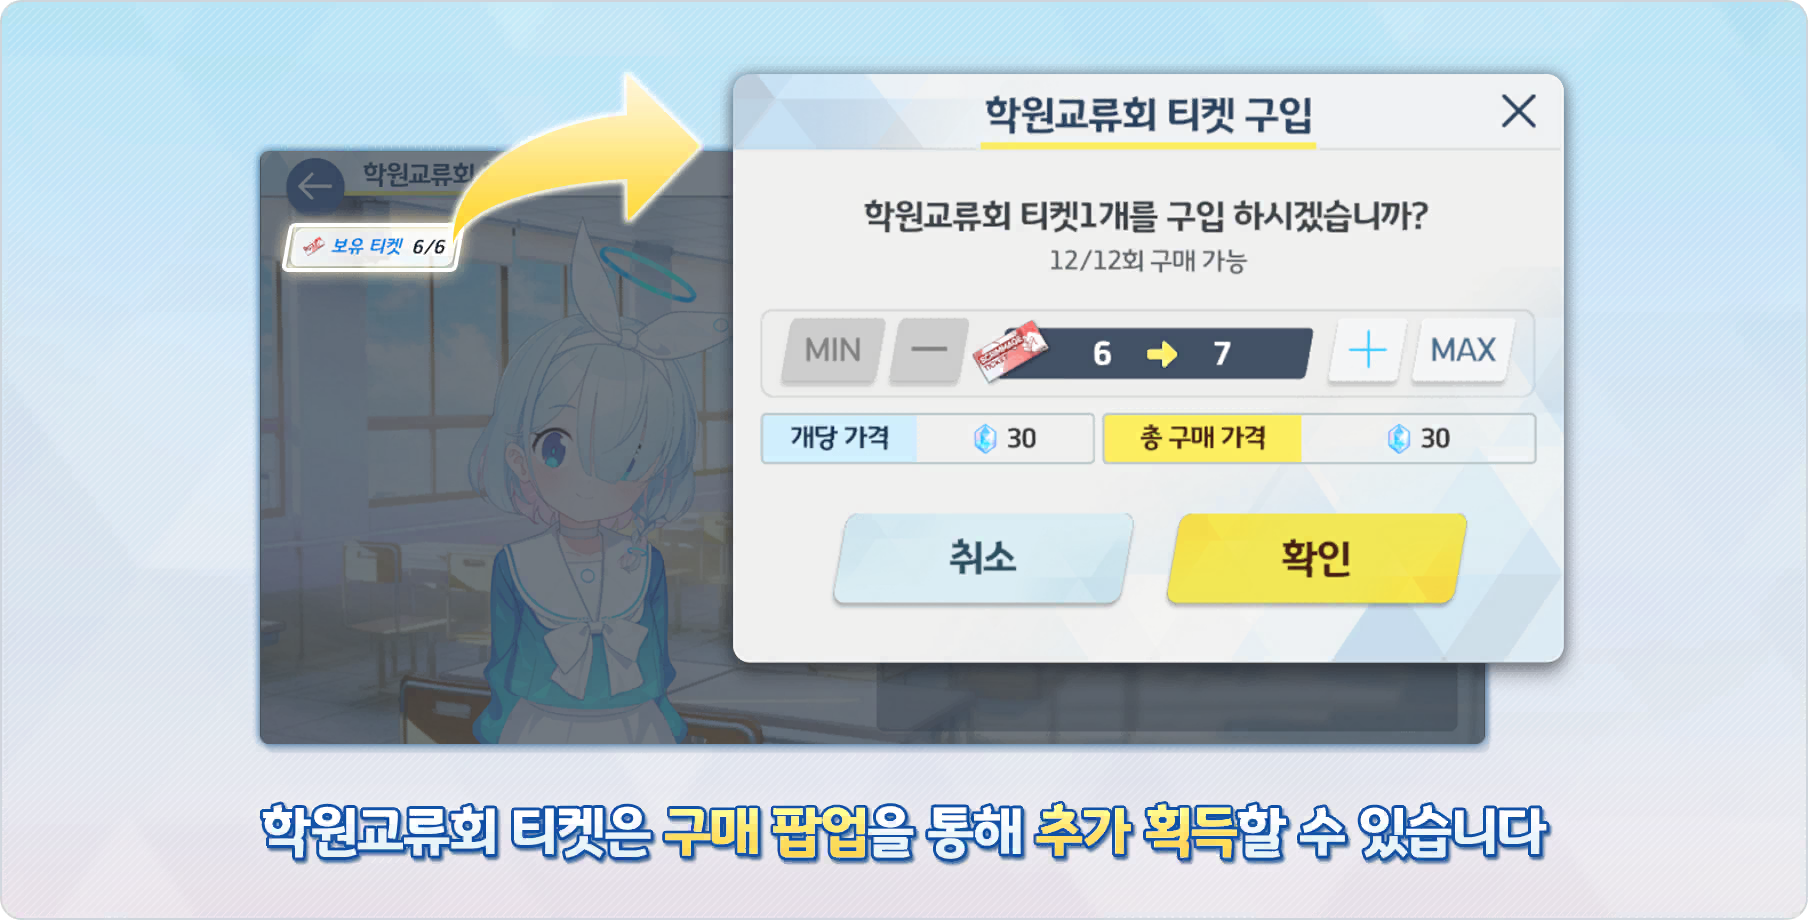 학원교류회 티켓 구입
학원교류회
보유 티켓 6/6
학원교류회 티켓1개를 구입 하시겠습니까?
12/12회 구매 가능
MIN
SCRIMMAGE
TICKET
6
7
MAX
개당 가격 30
총 구매 가격 30
취소
확인
학원교류회 티켓은 구매 팝업을 통해 추가 획득할 수 있습니다